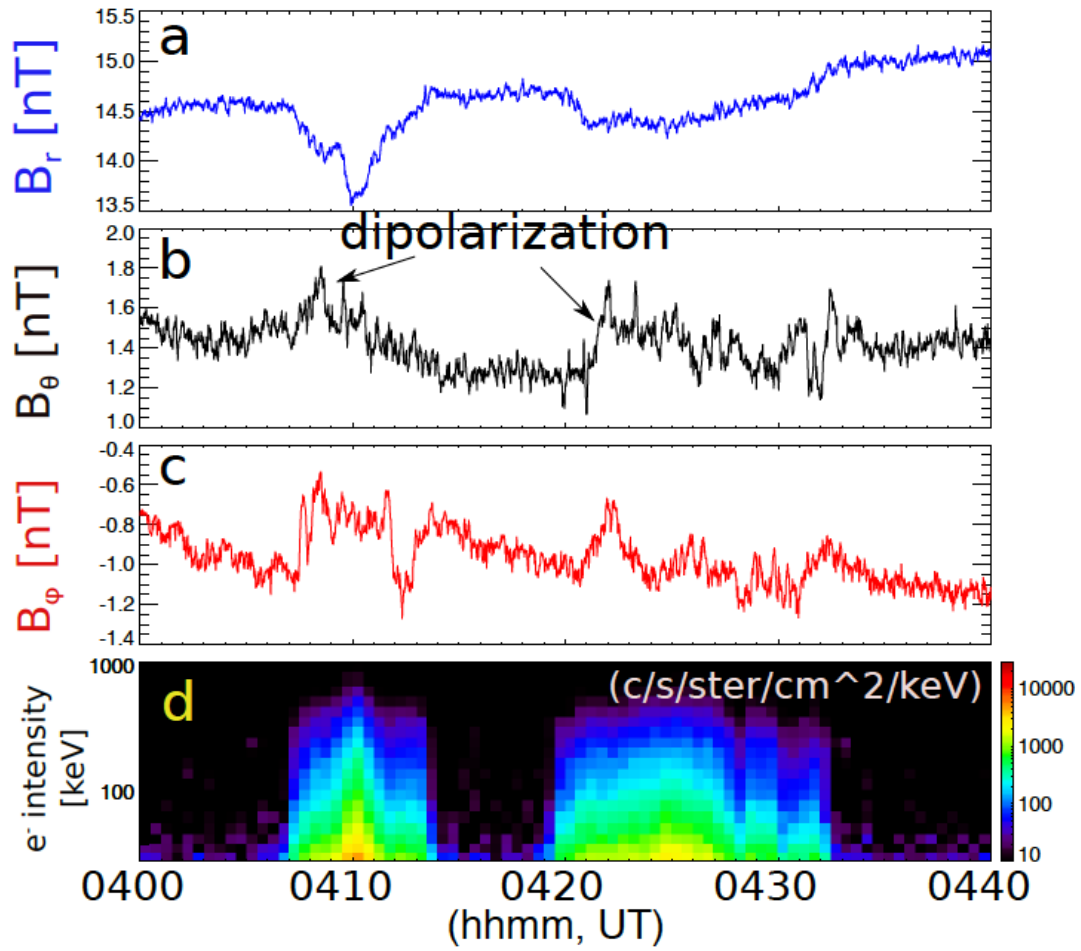 a
15.5
15.0
14.5
14.0
13.5
B_r [nT]
dipolarization
b
2.0
1.8
1.6
1.4
1.2
1.0
B_θ [nT]
c
-0.4
-0.6
-0.8
-1.0
-1.2
-1.4
B_φ [nT]
d
(c/s/ster/cm^2/keV)
1000
100
e⁻ intensity
[keV]
10000
1000
100
10
0400 0410 0420 0430 0440
(hhmm, UT)